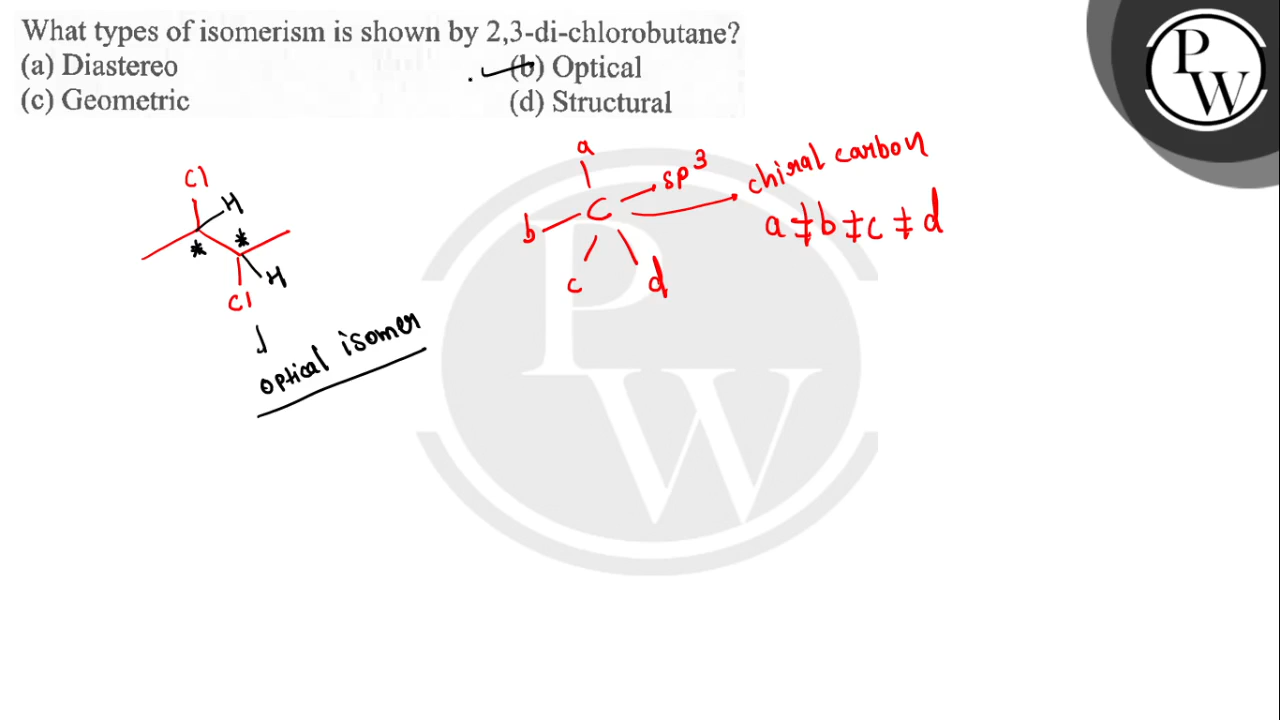 What types of isomerism is shown by 2,3-di-chlorobutane?
(a) Diastereo (b) Optical
(c) Geometric (d) Structural
P
W
Cl
H
* *
H
Cl
optical isomer
a
sp³
b C
c d
chiral carbon
a ≠ b ≠ c ≠ d
P
W